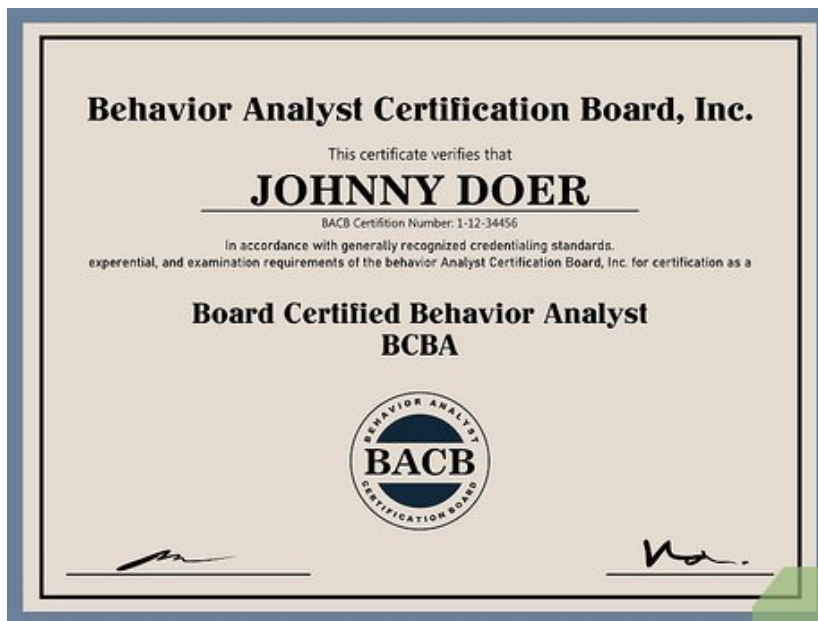 Behavior Analyst Certification Board, Inc.
This certificate verifies that
JOHNNY DOER
BACB Certifition Number: 1-12-34456
In accordance with generally recognized credentialing standards.
experential, and examination requirements of the behavior Analyst Certification Board, Inc. for certification as a
Board Certified Behavior Analyst
BCBA
BEHAVIOR ANALYST
BACB
CERTIFICATION BOARD